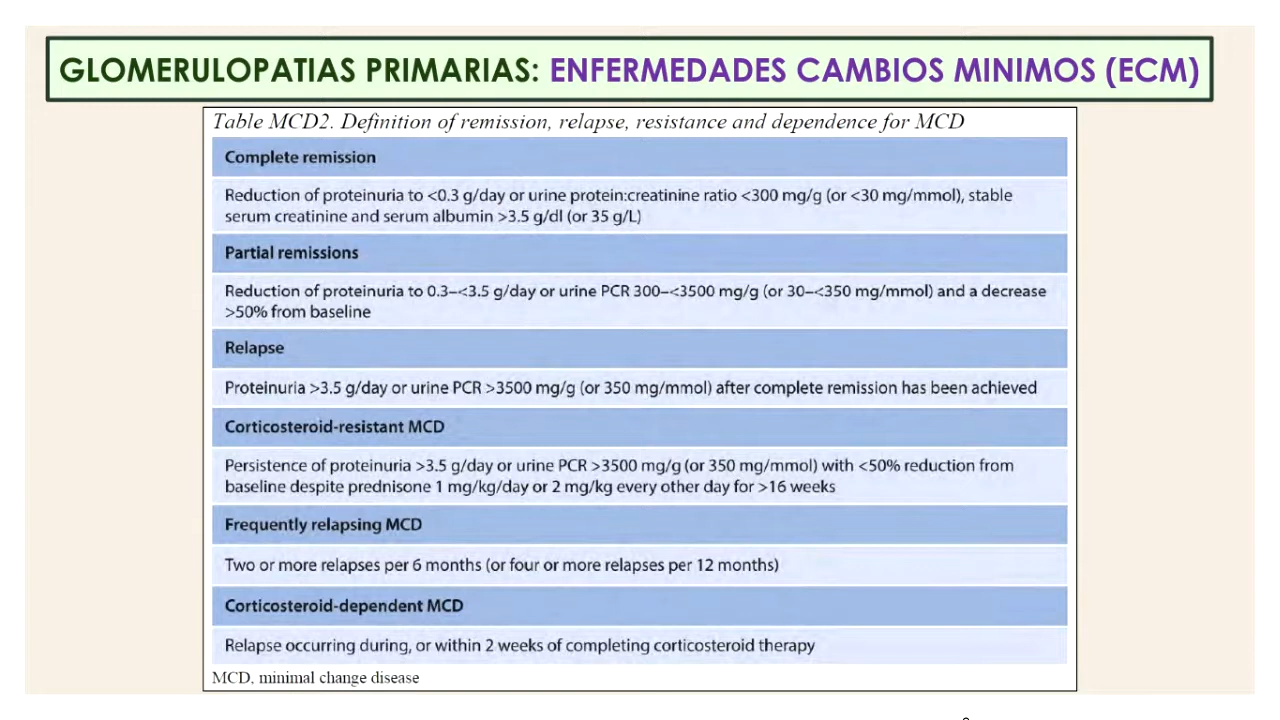 GLOMERULOPATIAS PRIMARIAS: ENFERMEDADES CAMBIOS MINIMOS (ECM)
Table MCD2. Definition of remission, relapse, resistance and dependence for MCD
Complete remission
Reduction of proteinuria to <0.3 g/day or urine protein:creatinine ratio <300 mg/g (or <30 mg/mmol), stable
serum creatinine and serum albumin >3.5 g/dl (or 35 g/L)
Partial remissions
Reduction of proteinuria to 0.3–<3.5 g/day or urine PCR 300–<3500 mg/g (or 30–<350 mg/mmol) and a decrease
>50% from baseline
Relapse
Proteinuria >3.5 g/day or urine PCR >3500 mg/g (or 350 mg/mmol) after complete remission has been achieved
Corticosteroid-resistant MCD
Persistence of proteinuria >3.5 g/day or urine PCR >3500 mg/g (or 350 mg/mmol) with <50% reduction from
baseline despite prednisone 1 mg/kg/day or 2 mg/kg every other day for >16 weeks
Frequently relapsing MCD
Two or more relapses per 6 months (or four or more relapses per 12 months)
Corticosteroid-dependent MCD
Relapse occurring during, or within 2 weeks of completing corticosteroid therapy
MCD, minimal change disease